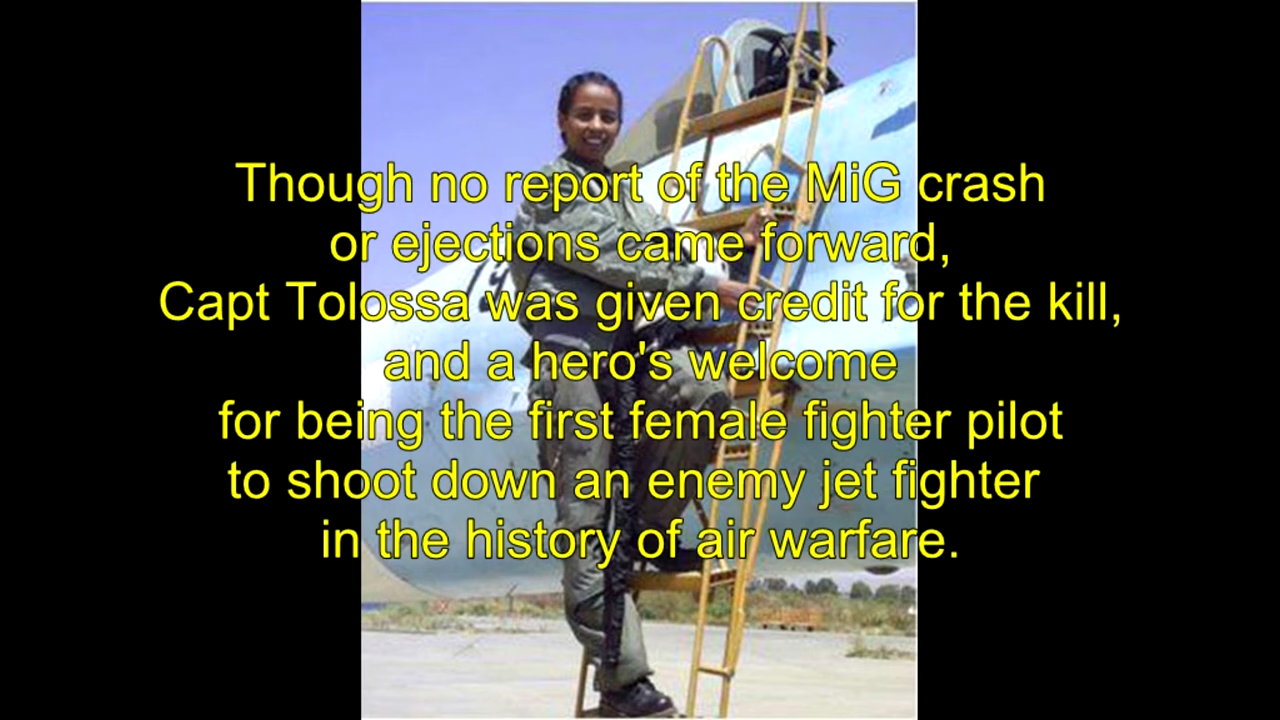 Though no report of the MiG crash
or ejections came forward,
Capt Tolossa was given credit for the kill,
and a hero's welcome
for being the first female fighter pilot
to shoot down an enemy jet fighter
in the history of air warfare.